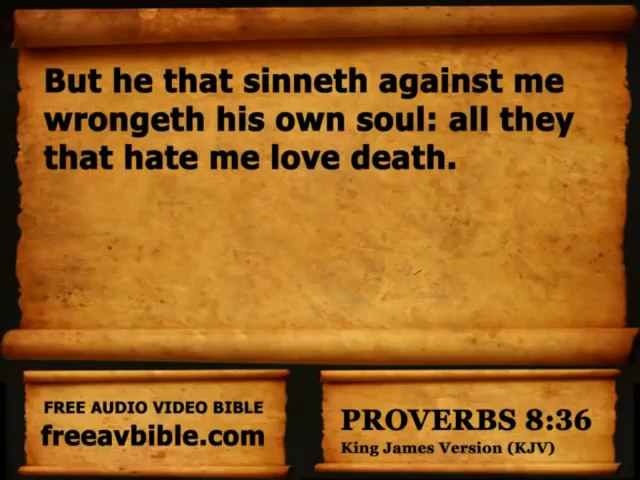 But he that sinneth against me
wrongeth his own soul: all they
that hate me love death.
FREE AUDIO VIDEO BIBLE
freeavbible.com
PROVERBS 8:36
King James Version (KJV)